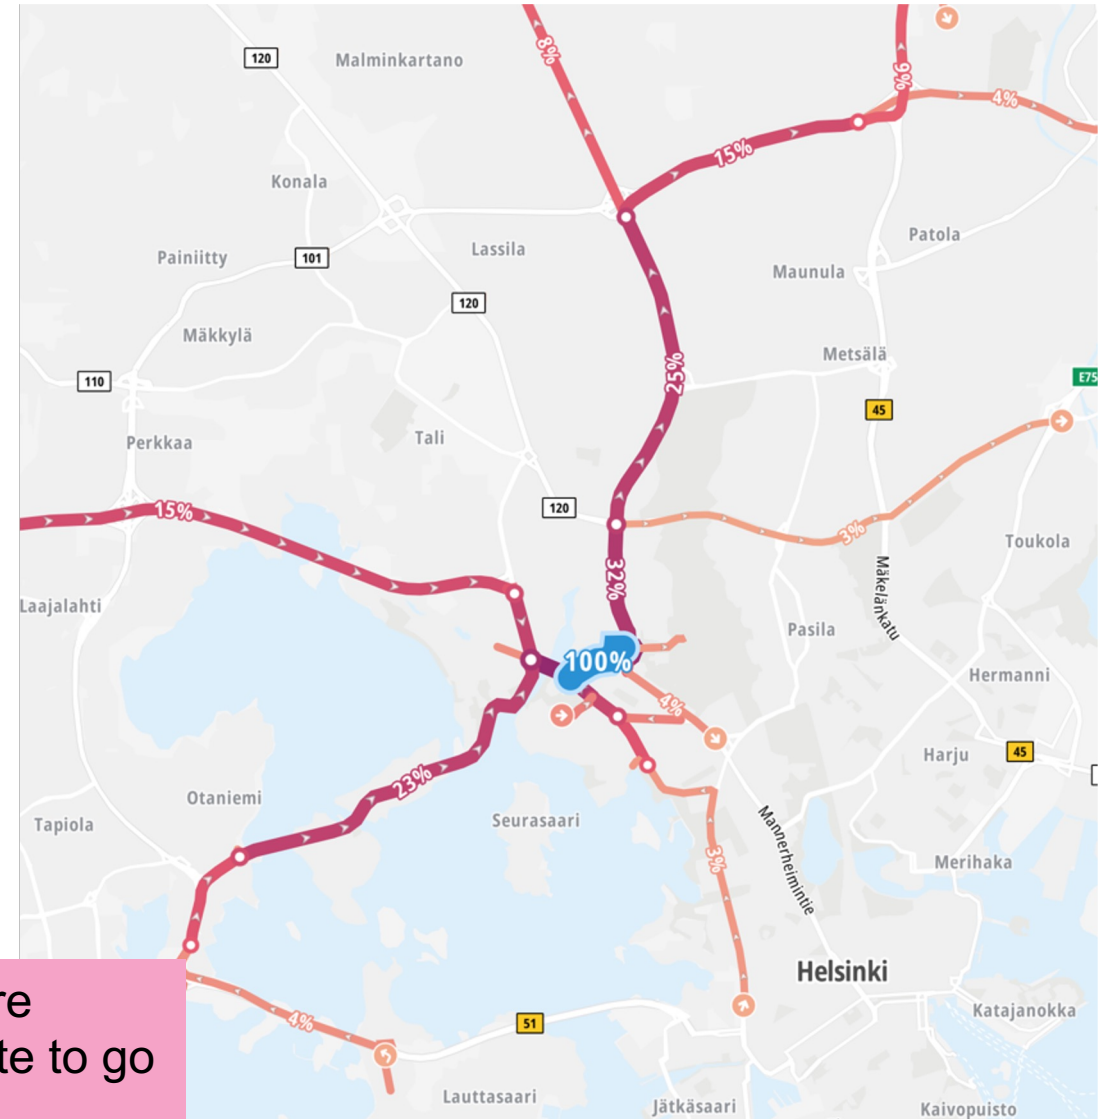 120
Malminkartano
8%
9%
4%
15%
Konala
Painiitty
101
Lassila
Patola
Maunula
120
Mäkkylä
Metsälä
25%
110
E75
45
Perkkaa
Tali
15%
120
3%
Toukola
32%
Mäkelänkatu
Laajalahti
Pasila
100%
Hermanni
4%
Harju
45
23%
Otaniemi
Tapiola
Seurasaari
Mannerheimintie
3%
Merihaka
Helsinki
Katajanokka
4%
51
Lauttasaari
Jätkäsaari
Kaivopuisto
re
te to go